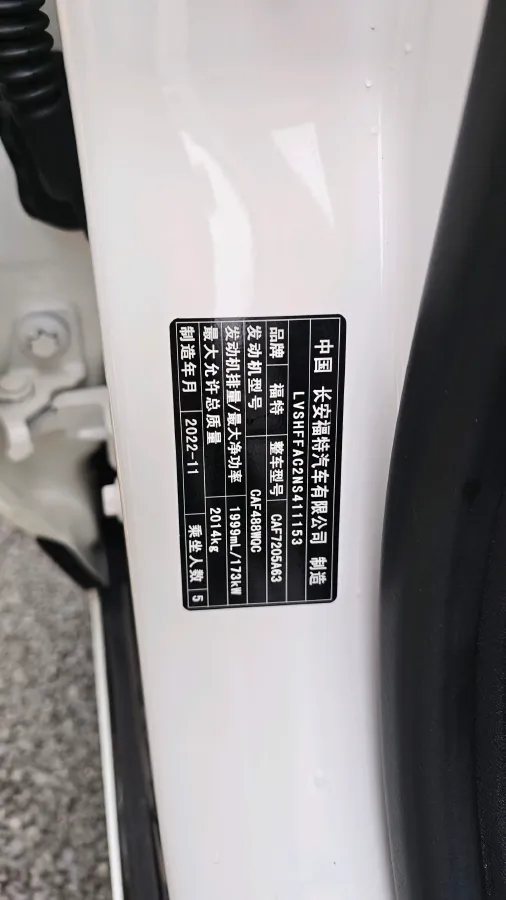 中国 长安福特汽车有限公司 制造
LVSHFFAC2NS411153
品牌 福特 整车型号 CAF7205A63
发动机型号 CAF488WQC
发动机排量/最大净功率 1999mL/173kW
最大允许总质量 2014kg
制造年月 2022-11 乘坐人数 5